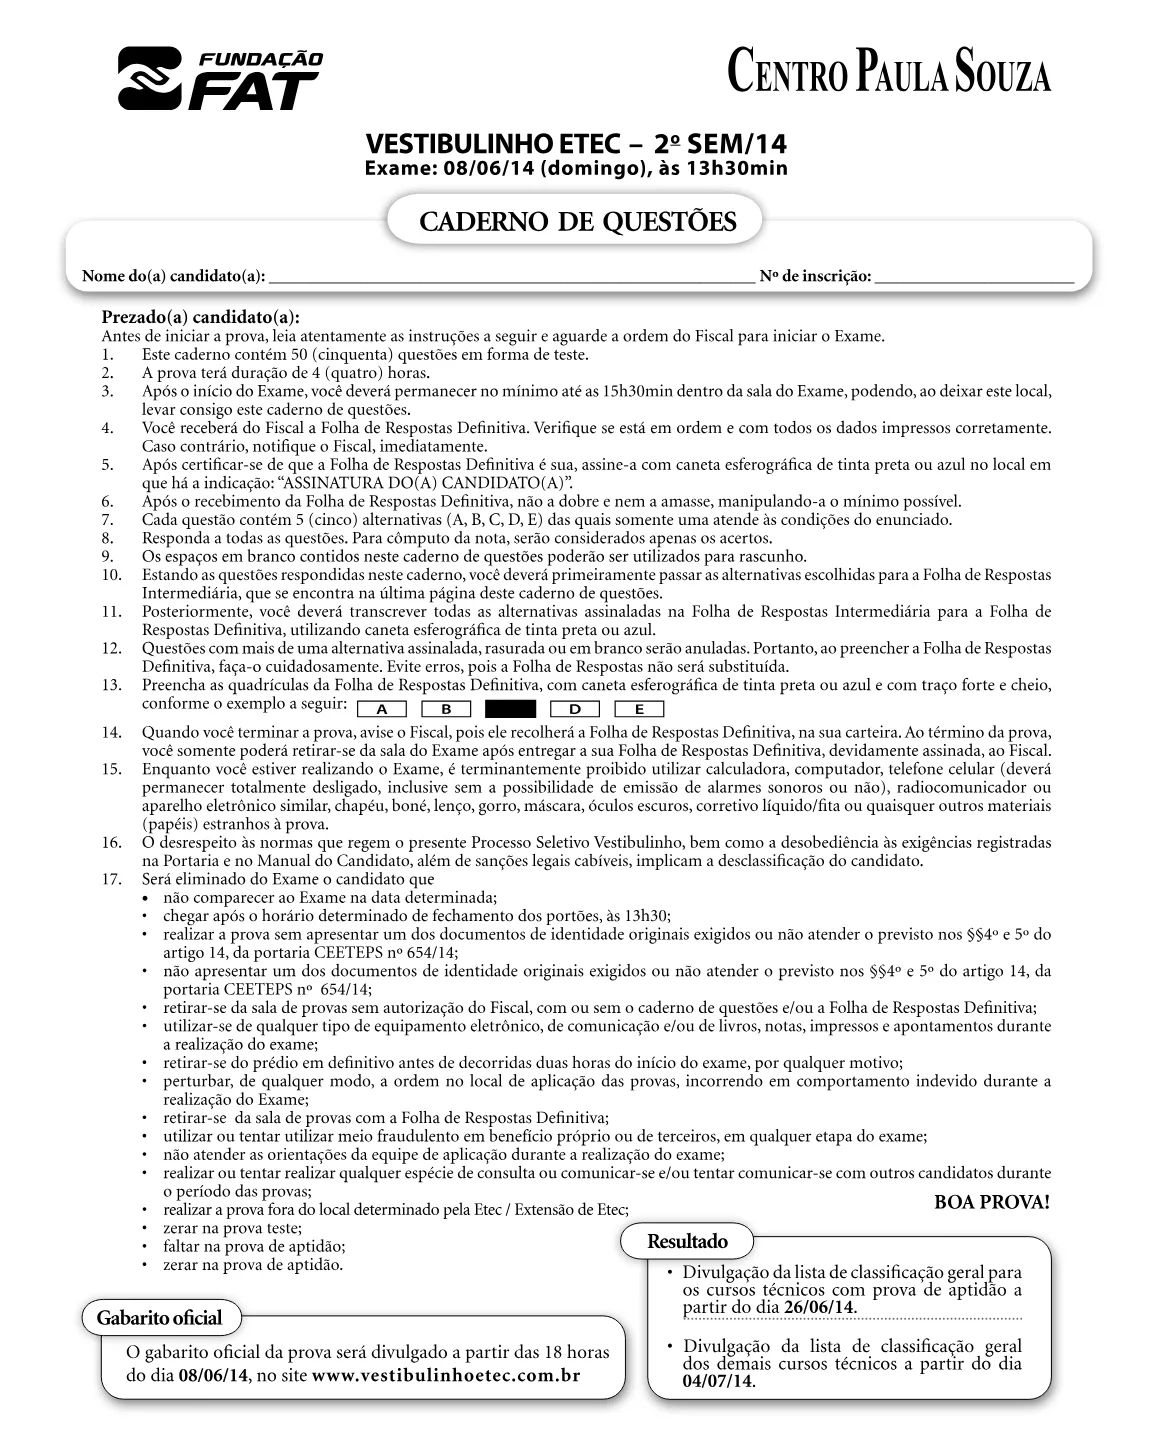 FUNDAÇÃO
FAT
CENTRO PAULA SOUZA
VESTIBULINHO ETEC – 2º SEM/14
Exame: 08/06/14 (domingo), às 13h30min
CADERNO DE QUESTÕES
Nome do(a) candidato(a): ________________ Nº de inscrição: ________________
Prezado(a) candidato(a):
Antes de iniciar a prova, leia atentamente as instruções a seguir e aguarde a ordem do Fiscal para iniciar o Exame.
1. Este caderno contém 50 (cinquenta) questões em forma de teste.
2. A prova terá duração de 4 (quatro) horas.
3. Após o início do Exame, você deverá permanecer no mínimo até as 15h30min dentro da sala do Exame, podendo, ao deixar este local,
levar consigo este caderno de questões.
4. Você receberá do Fiscal a Folha de Respostas Definitiva. Verifique se está em ordem e com todos os dados impressos corretamente.
Caso contrário, notifique o Fiscal, imediatamente.
5. Após certificar-se de que a Folha de Respostas Definitiva é sua, assine-a com caneta esferográfica de tinta preta ou azul no local em
que há a indicação: “ASSINATURA DO(A) CANDIDATO(A)”.
6. Após o recebimento da Folha de Respostas Definitiva, não a dobre e nem a amasse, manipulando-a o mínimo possível.
7. Cada questão contém 5 (cinco) alternativas (A, B, C, D, E) das quais somente uma atende às condições do enunciado.
8. Responda a todas as questões. Para cômputo da nota, serão considerados apenas os acertos.
9. Os espaços em branco contidos neste caderno de questões poderão ser utilizados para rascunho.
10. Estando as questões respondidas neste caderno, você deverá primeiramente passar as alternativas escolhidas para a Folha de Respostas
Intermediária, que se encontra na última página deste caderno de questões.
11. Posteriormente, você deverá transcrever todas as alternativas assinaladas na Folha de Respostas Intermediária para a Folha de
Respostas Definitiva, utilizando caneta esferográfica de tinta preta ou azul.
12. Questões com mais de uma alternativa assinalada, rasurada ou em branco serão anuladas. Portanto, ao preencher a Folha de Respostas
Definitiva, faça-o cuidadosamente. Evite erros, pois a Folha de Respostas não será substituída.
13. Preencha as quadrículas da Folha de Respostas Definitiva, com caneta esferográfica de tinta preta ou azul e com traço forte e cheio,
conforme o exemplo a seguir: A B D E
14. Quando você terminar a prova, avise o Fiscal, pois ele recolherá a Folha de Respostas Definitiva, na sua carteira. Ao término da prova,
você somente poderá retirar-se da sala do Exame após entregar a sua Folha de Respostas Definitiva, devidamente assinada, ao Fiscal.
15. Enquanto você estiver realizando o Exame, é terminantemente proibido utilizar calculadora, computador, telefone celular (deverá
permanecer totalmente desligado, inclusive sem a possibilidade de emissão de alarmes sonoros ou não), radiocomunicador ou
aparelho eletrônico similar, chapéu, boné, lenço, gorro, máscara, óculos escuros, corretivo líquido/fita ou quaisquer outros materiais
(papéis) estranhos à prova.
16. O desrespeito às normas que regem o presente Processo Seletivo Vestibulinho, bem como a desobediência às exigências registradas
na Portaria e no Manual do Candidato, além de sanções legais cabíveis, implicam a desclassificação do candidato.
17. Será eliminado do Exame o candidato que
• não comparecer ao Exame na data determinada;
• chegar após o horário determinado de fechamento dos portões, às 13h30;
• realizar a prova sem apresentar um dos documentos de identidade originais exigidos ou não atender o previsto nos §§4º e 5º do
artigo 14, da portaria CEETEPS nº 654/14;
• não apresentar um dos documentos de identidade originais exigidos ou não atender o previsto nos §§4º e 5º do artigo 14, da
portaria CEETEPS nº 654/14;
• retirar-se da sala de provas sem autorização do Fiscal, com ou sem o caderno de questões e/ou a Folha de Respostas Definitiva;
• utilizar-se de qualquer tipo de equipamento eletrônico, de comunicação e/ou de livros, notas, impressos e apontamentos durante
a realização do exame;
• retirar-se do prédio em definitivo antes de decorridas duas horas do início do exame, por qualquer motivo;
• perturbar, de qualquer modo, a ordem no local de aplicação das provas, incorrendo em comportamento indevido durante a
realização do Exame;
• retirar-se da sala de provas com a Folha de Respostas Definitiva;
• utilizar ou tentar utilizar meio fraudulento em benefício próprio ou de terceiros, em qualquer etapa do exame;
• não atender as orientações da equipe de aplicação durante a realização do exame;
• realizar ou tentar realizar qualquer espécie de consulta ou comunicar-se e/ou tentar comunicar-se com outros candidatos durante
o período das provas;
• realizar a prova fora do local determinado pela Etec / Extensão de Etec;
• zerar na prova teste;
• faltar na prova de aptidão;
• zerar na prova de aptidão.
BOA PROVA!
Gabarito oficial
O gabarito oficial da prova será divulgado a partir das 18 horas
do dia 08/06/14, no site www.vestibulinhoetec.com.br
Resultado
• Divulgação da lista de classificação geral para
os cursos técnicos com prova de aptidão a
partir do dia 26/06/14.
• Divulgação da lista de classificação geral
dos demais cursos técnicos a partir do dia
04/07/14.